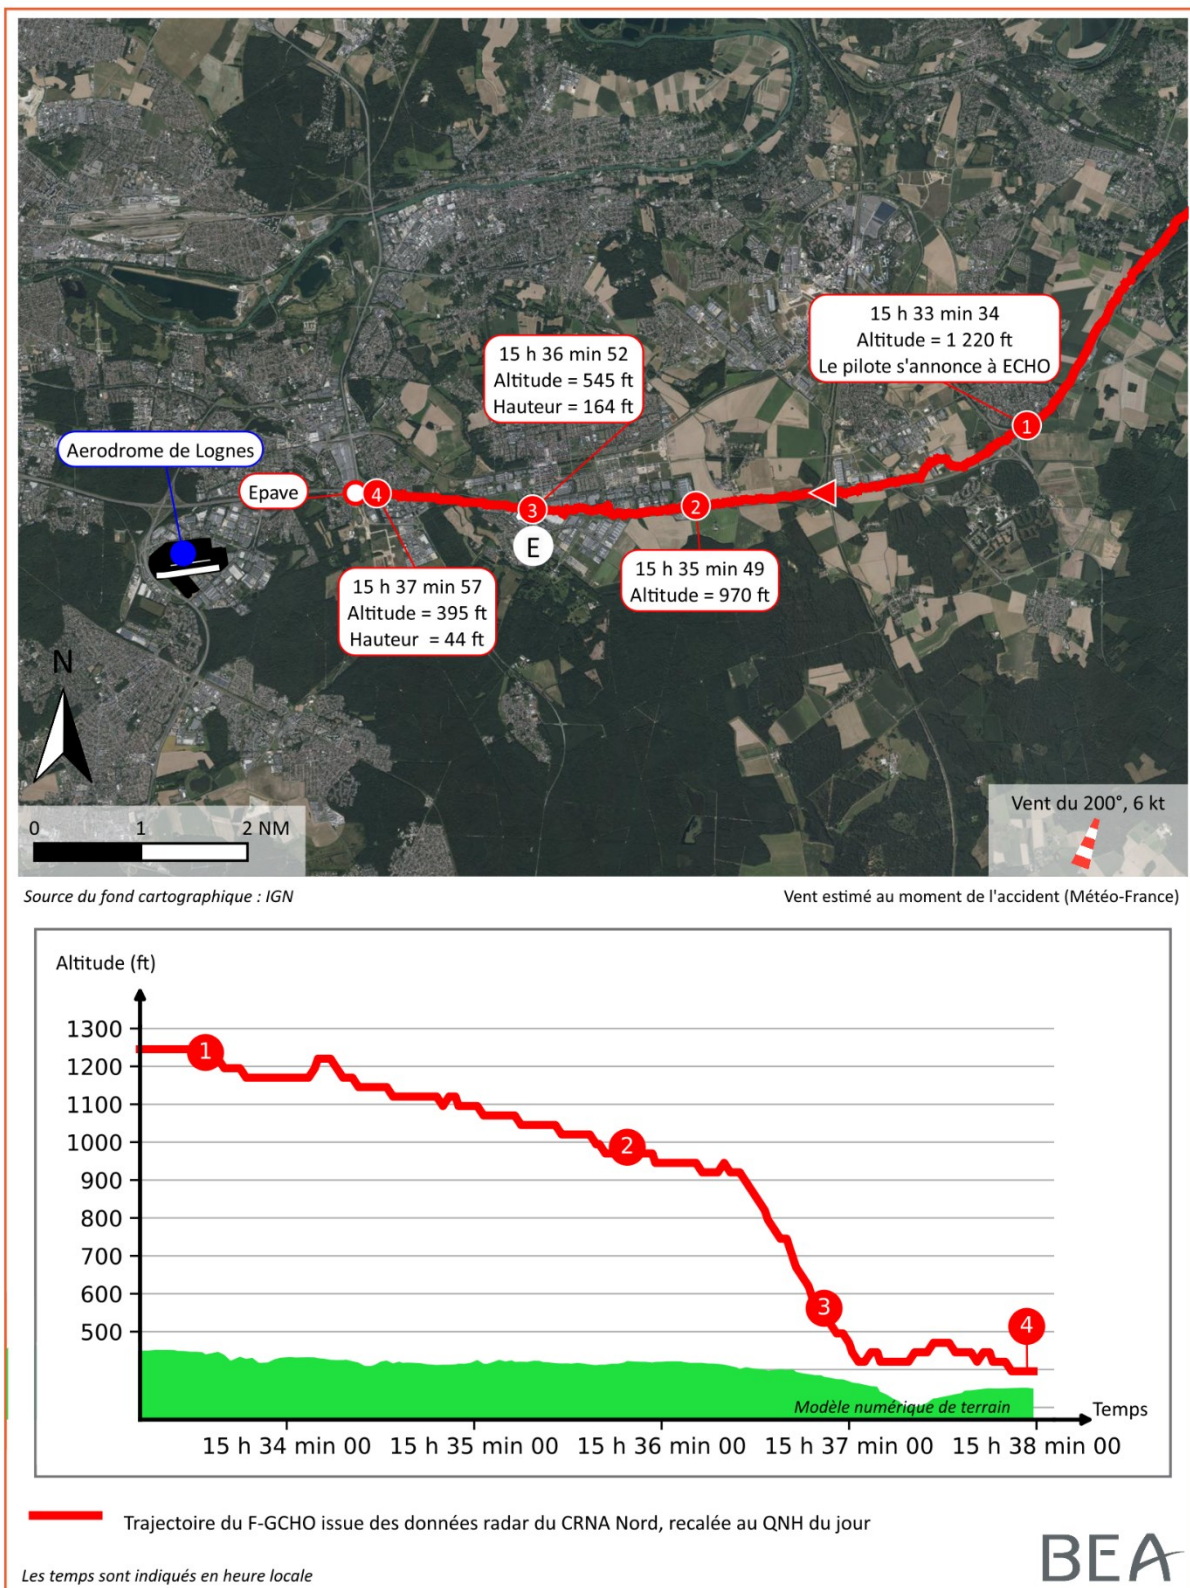 15 h 33 min 34
Altitude = 1 220 ft
Le pilote s'annonce à ECHO
1
15 h 36 min 52
Altitude = 545 ft
Hauteur = 164 ft
Aerodrome de Lognes
Epave
4
3
2
E
15 h 35 min 49
Altitude = 970 ft
15 h 37 min 57
Altitude = 395 ft
Hauteur = 44 ft
N
0 1 2 NM
Vent du 200°, 6 kt
Source du fond cartographique : IGN
Vent estimé au moment de l'accident (Météo-France)
Altitude (ft)
1300
1200
1100
1000
900
800
700
600
500
1
2
3
4
Modèle numérique de terrain
Temps
15 h 34 min 00 15 h 35 min 00 15 h 36 min 00 15 h 37 min 00 15 h 38 min 00
Trajectoire du F-GCHO issue des données radar du CRNA Nord, recalée au QNH du jour
Les temps sont indiqués en heure locale
BEA